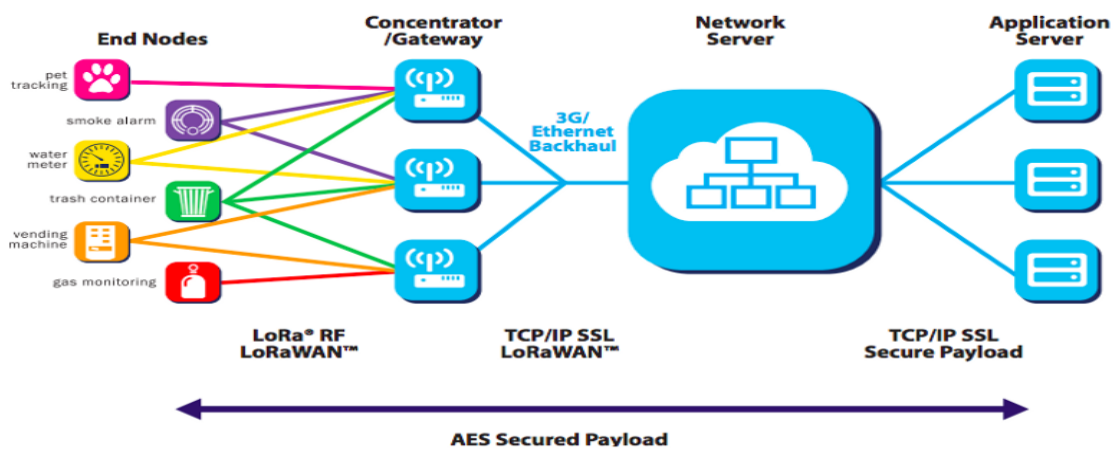 End Nodes
Concentrator
/Gateway
Network
Server
Application
Server
pet
tracking
smoke alarm
water
meter
trash container
vending
machine
gas monitoring
3G/
Ethernet
Backhaul
LoRa® RF
LoRaWAN™
TCP/IP SSL
LoRaWAN™
TCP/IP SSL
Secure Payload
AES Secured Payload